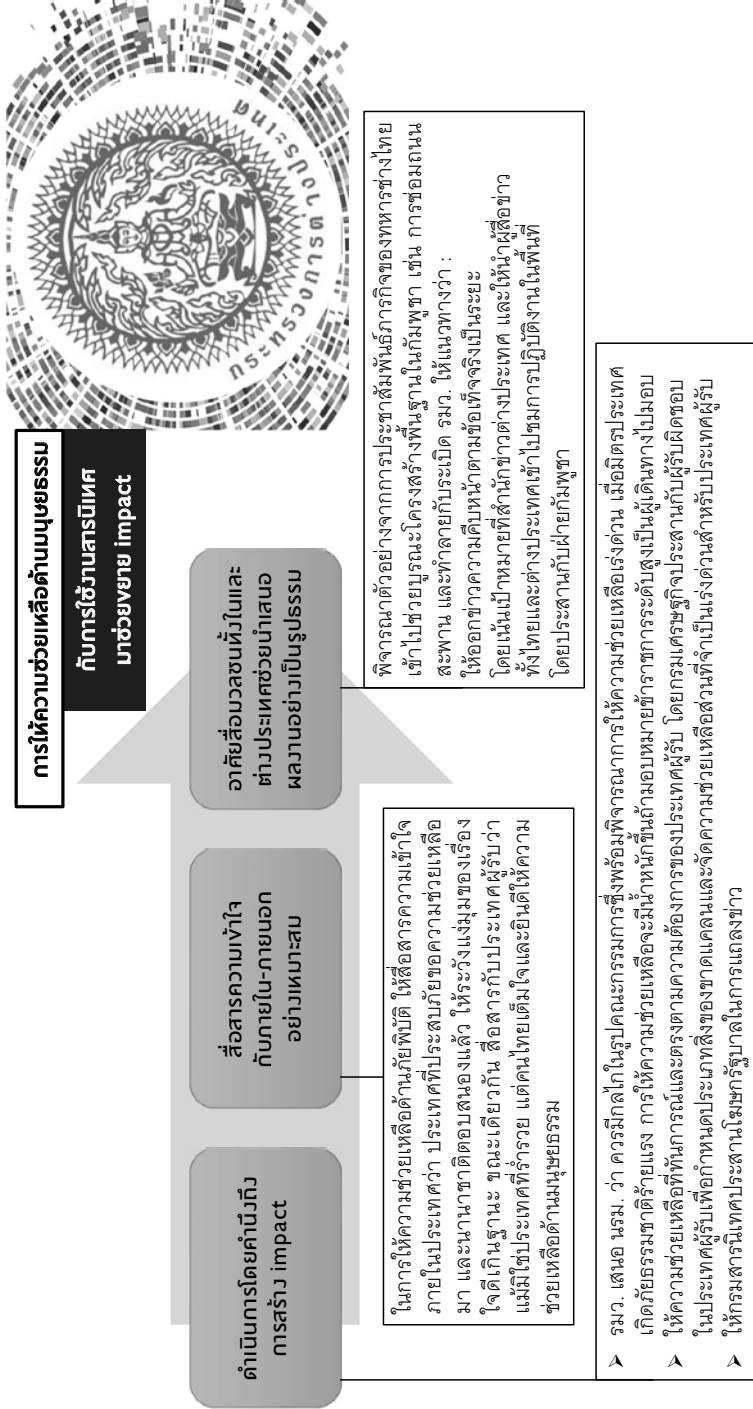 การให้ความช่วยเหลือด้านมนุษยธรรม
กับการใช้งานสารนิเทศ
มาช่วยขยาย impact
กระทรวงการต่างประเทศ
ดำเนินการโดยคำนึงถึง
การสร้าง impact
สื่อสารความเข้าใจ
กับภายใน-ภายนอก
อย่างเหมาะสม
อาศัยสื่อมวลชนทั้งในและ
ต่างประเทศช่วยนำเสนอ
ผลงานอย่างเป็นรูปธรรม
ในการให้ความช่วยเหลือด้านภัยพิบัติ ให้สื่อสารความเข้าใจ
ภายในประเทศว่า ประเทศที่ประสบภัยขอความช่วยเหลือ
มา และนานาชาติตอบสนองแล้ว ให้ระวังแง่มุมของเรื่อง
ใจดีเกินฐานะ ขณะเดียวกัน สื่อสารกับประเทศผู้รับว่า
แม้มิใช่ประเทศที่ร่ำรวย แต่คนไทยเต็มใจและยินดีให้ความ
ช่วยเหลือด้านมนุษยธรรม
พิจารณาตัวอย่างจากการประชาสัมพันธ์ภารกิจของทหารช่างไทย
เข้าไปช่วยบูรณะโครงสร้างพื้นฐานในกัมพูชา เช่น การซ่อมถนน
สะพาน และทำลายกับระเบิด รมว. ให้แนวทางว่า :
ให้ออกข่าวความคืบหน้าตามข้อเท็จจริงเป็นระยะ
โดยเน้นเป้าหมายที่สำนักข่าวต่างประเทศ และให้นำผู้สื่อข่าว
ทั้งไทยและต่างประเทศเข้าไปชมการปฏิบัติงานในพื้นที่
โดยประสานกับฝ่ายกัมพูชา
➢ รมว. เสนอ นรม. ว่า ควรมีกลไกในรูปคณะกรรมการซึ่งพร้อมพิจารณาการให้ความช่วยเหลือเร่งด่วน เมื่อมิตรประเทศ
เกิดภัยธรรมชาติร้ายแรง การให้ความช่วยเหลือจะมีน้ำหนักขึ้นถ้ามอบหมายข้าราชการระดับสูงเป็นผู้เดินทางไปมอบ
➢ ให้ความช่วยเหลือที่ทันการณ์และตรงตามความต้องการของประเทศผู้รับ โดยกรมเศรษฐกิจประสานกับผู้รับผิดชอบ
ในประเทศผู้รับเพื่อกำหนดประเภทสิ่งของขาดแคลนและจัดความช่วยเหลือส่วนที่จำเป็นเร่งด่วนสำหรับประเทศผู้รับ
➢ ให้กรมสารนิเทศประสานโฆษกรัฐบาลในการแถลงข่าว